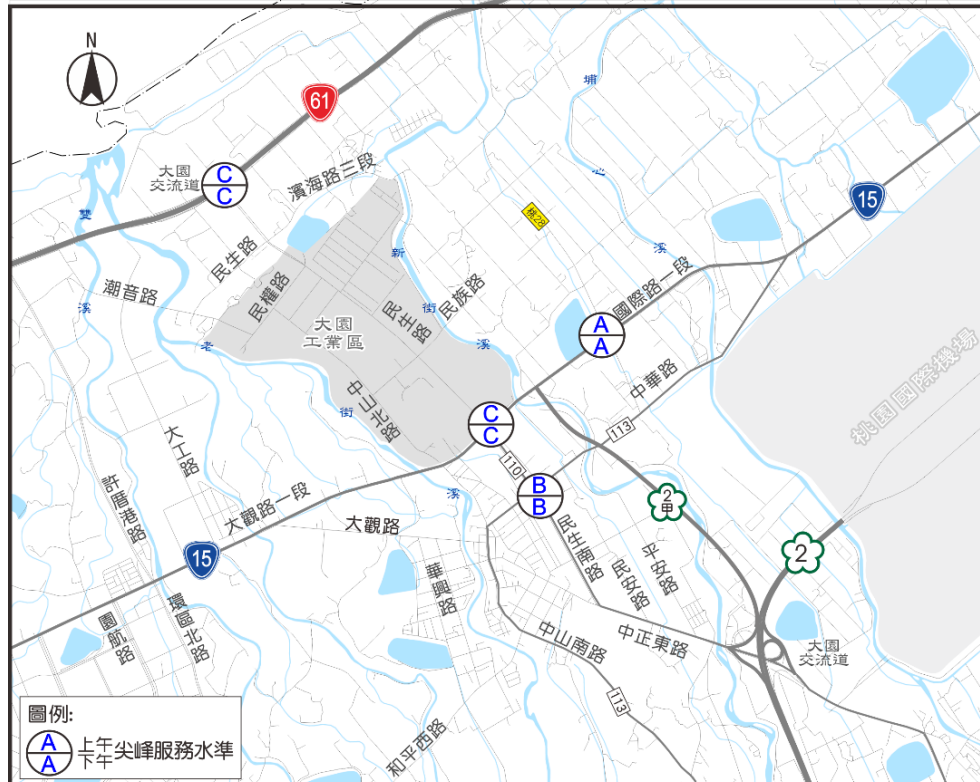 N
61
埔
大園
交流道
C
C
濱海路三段
15
雙
心
桃28
新
溪
民生路
國際路一段
潮音路
民權路
溪
街
民族路
大園
工業區
民生路
A
A
老
溪
中華路
桃園國際機場
中山北路
街
C
C
113
大工路
110
許厝港路
B
B
溪
2
甲
大觀路一段
大觀路
民生南路
平安路
2
15
民安路
華興路
環區北路
園航路
中山南路
中正東路
大園
交流道
113
和平西路
圖例:
A
A
上午
下午
尖峰服務水準